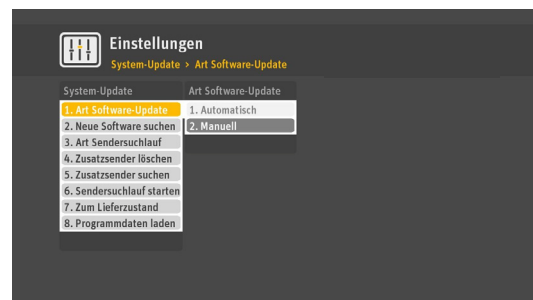 Einstellungen
System-Update > Art Software-Update
System-Update
Art Software-Update
1. Art Software-Update
1. Automatisch
2. Neue Software suchen
2. Manuell
3. Art Sendersuchlauf
4. Zusatzsender löschen
5. Zusatzsender suchen
6. Sendersuchlauf starten
7. Zum Lieferzustand
8. Programmdaten laden